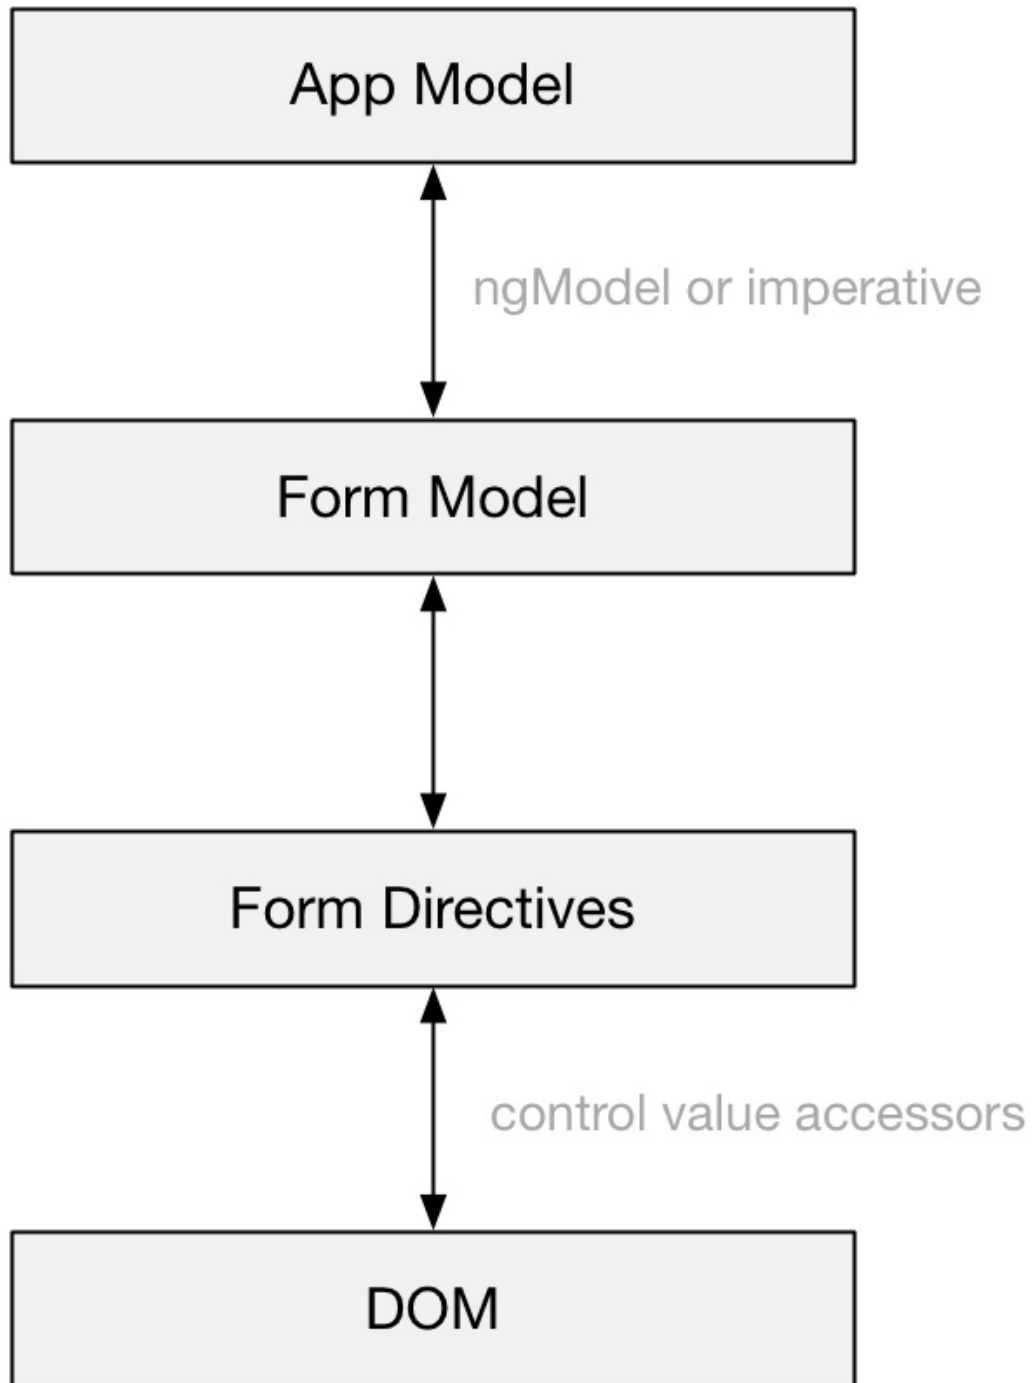 App Model
ngModel or imperative
Form Model
Form Directives
control value accessors
DOM